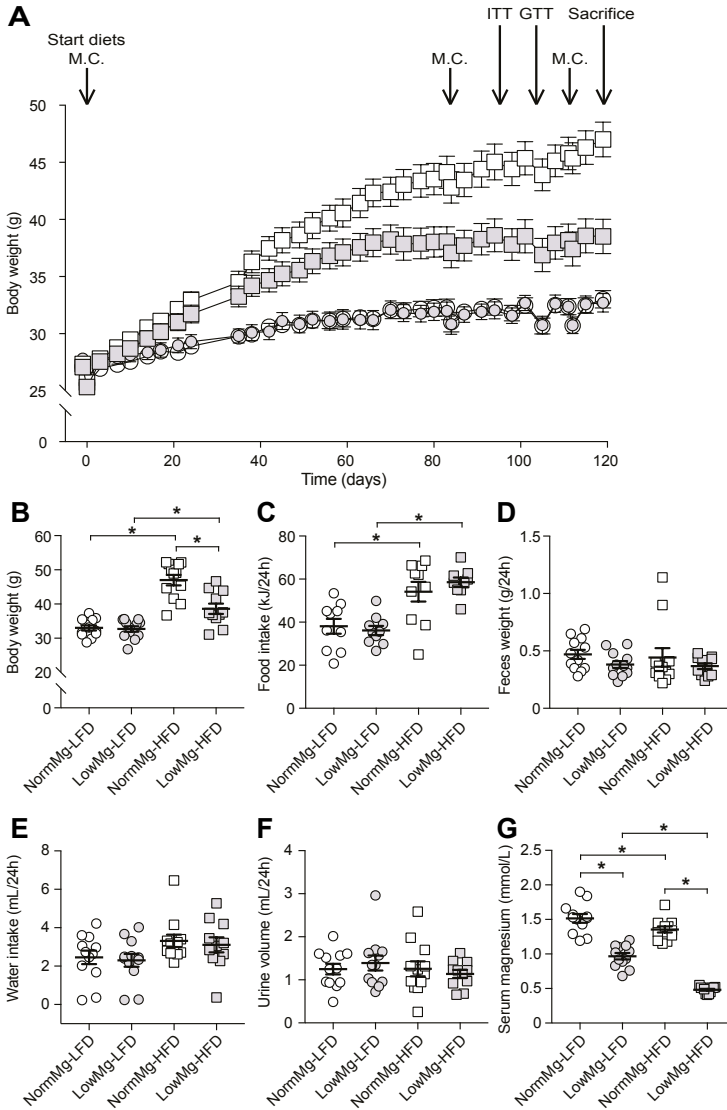 A
Start diets
M.C.
M.C.
ITT
GTT
M.C.
Sacrifice
50
45
40
35
30
25
0
Body weight (g)
0
20
40
60
80
100
120
Time (days)
B
60
50
40
30
20
0
Body weight (g)
*
*
*
NormMg-LFD
LowMg-LFD
NormMg-HFD
LowMg-HFD
C
80
60
40
20
0
Food intake (kJ/24h)
*
*
NormMg-LFD
LowMg-LFD
NormMg-HFD
LowMg-HFD
D
1.5
1.0
0.5
0
Feces weight (g/24h)
NormMg-LFD
LowMg-LFD
NormMg-HFD
LowMg-HFD
E
8
6
4
2
0
Water intake (mL/24h)
NormMg-LFD
LowMg-LFD
NormMg-HFD
LowMg-HFD
F
4
3
2
1
0
Urine volume (mL/24h)
NormMg-LFD
LowMg-LFD
NormMg-HFD
LowMg-HFD
G
2.5
2.0
1.5
1.0
0.5
0.0
Serum magnesium (mmol/L)
*
*
*
*
NormMg-LFD
LowMg-LFD
NormMg-HFD
LowMg-HFD